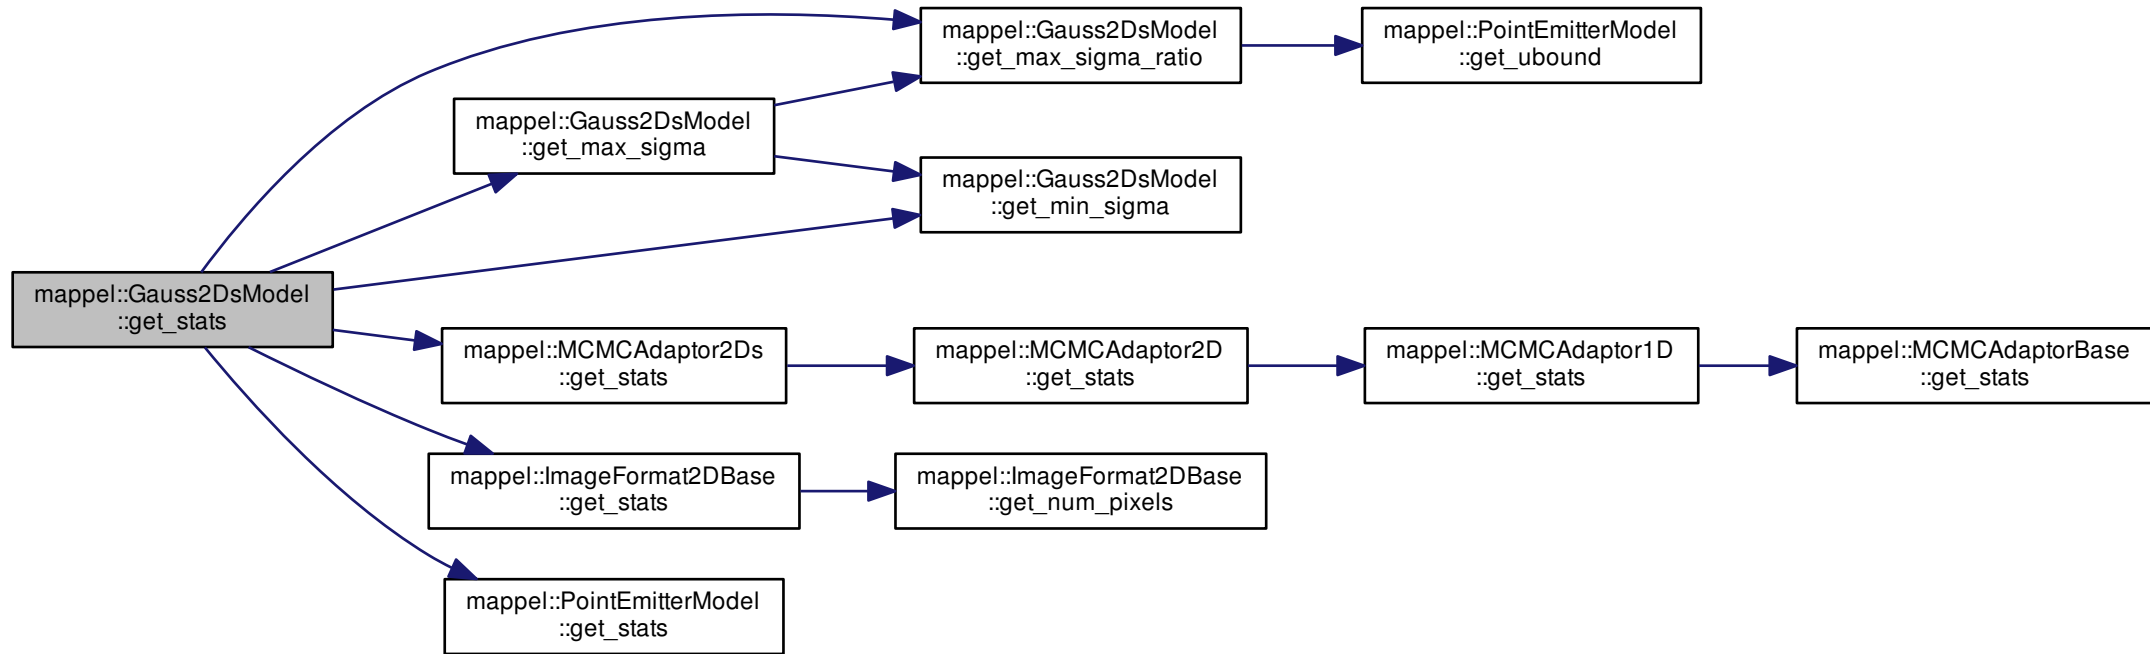 mappel::Gauss2DsModel
::get_max_sigma_ratio
mappel::PointEmitterModel
::get_ubound
mappel::Gauss2DsModel
::get_max_sigma
mappel::Gauss2DsModel
::get_min_sigma
mappel::Gauss2DsModel
::get_stats
mappel::MCMCAdaptor2Ds
::get_stats
mappel::MCMCAdaptor2D
::get_stats
mappel::MCMCAdaptor1D
::get_stats
mappel::MCMCAdaptorBase
::get_stats
mappel::ImageFormat2DBase
::get_stats
mappel::ImageFormat2DBase
::get_num_pixels
mappel::PointEmitterModel
::get_stats